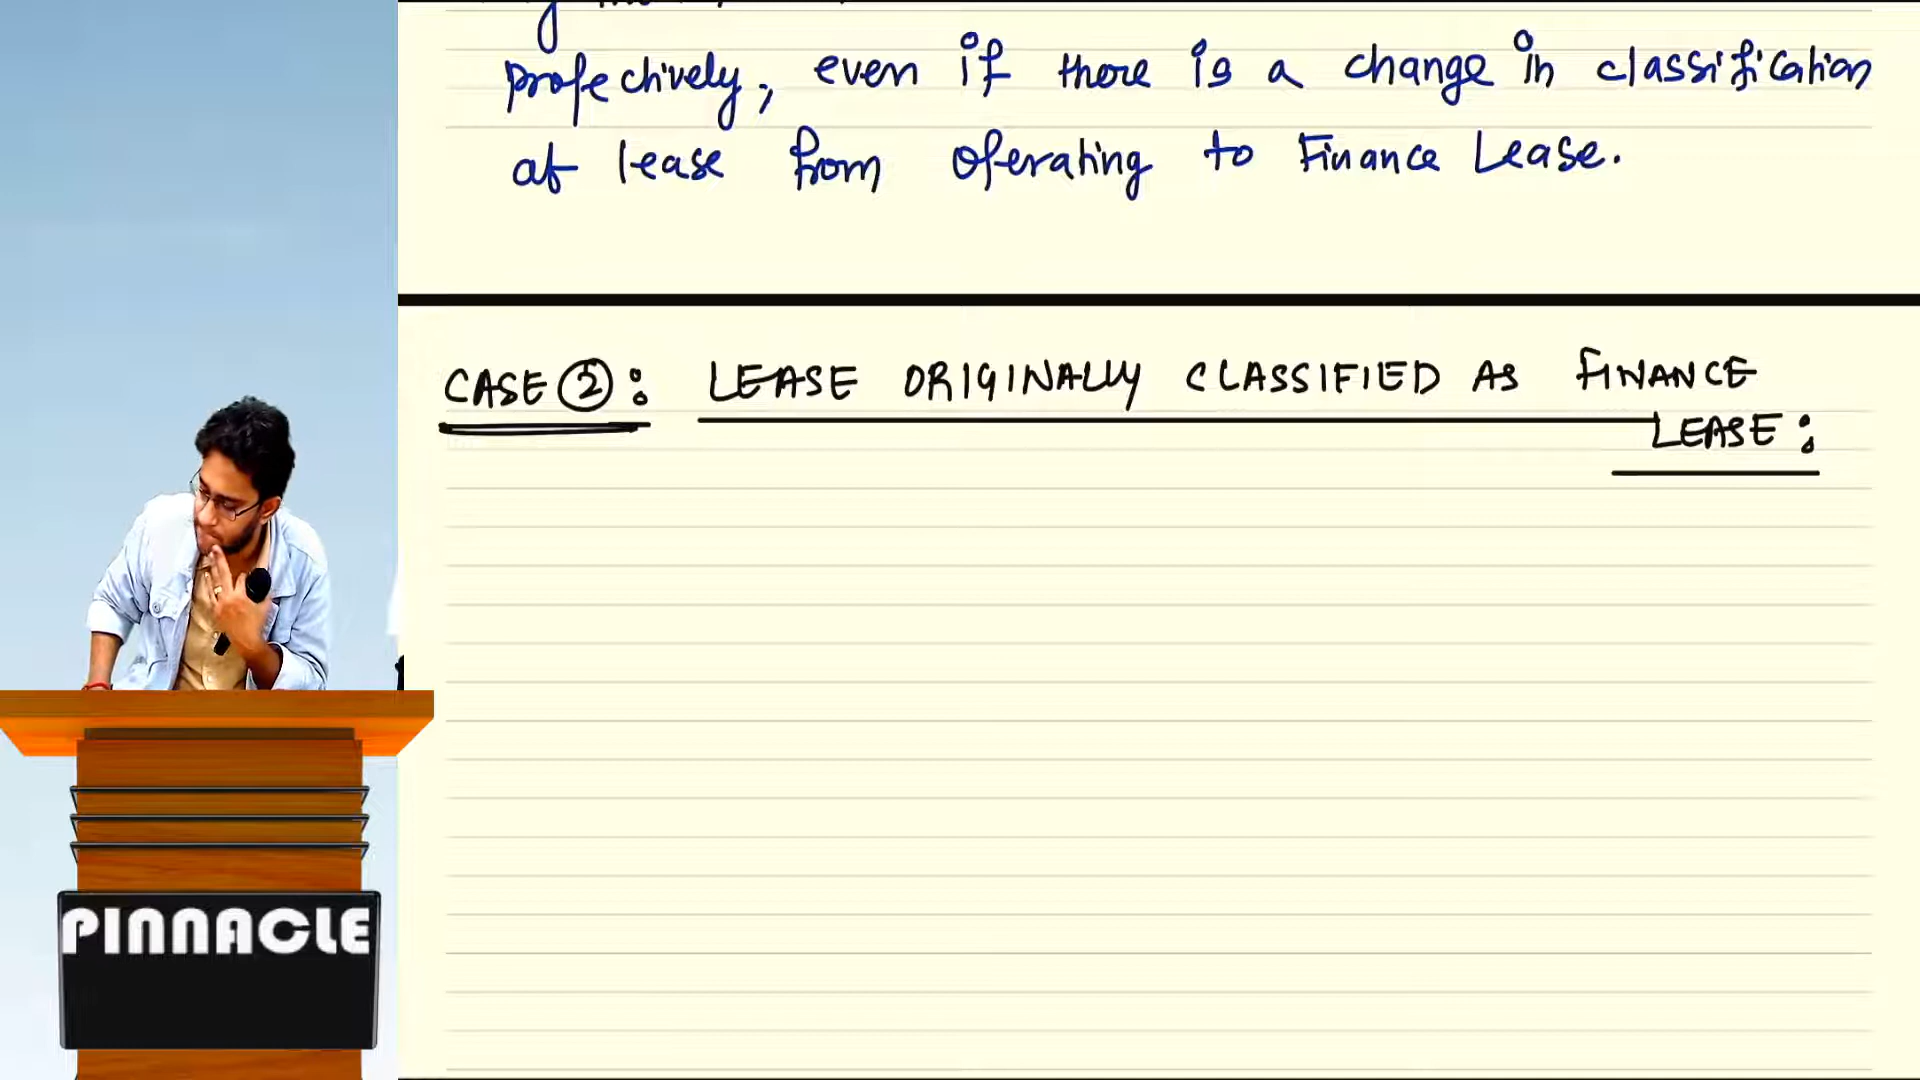 prospectively, even if there is a change in classification
of lease from operating to Finance Lease.
CASE ②: LEASE ORIGINALLY CLASSIFIED AS FINANCE
LEASE:
PINNACLE